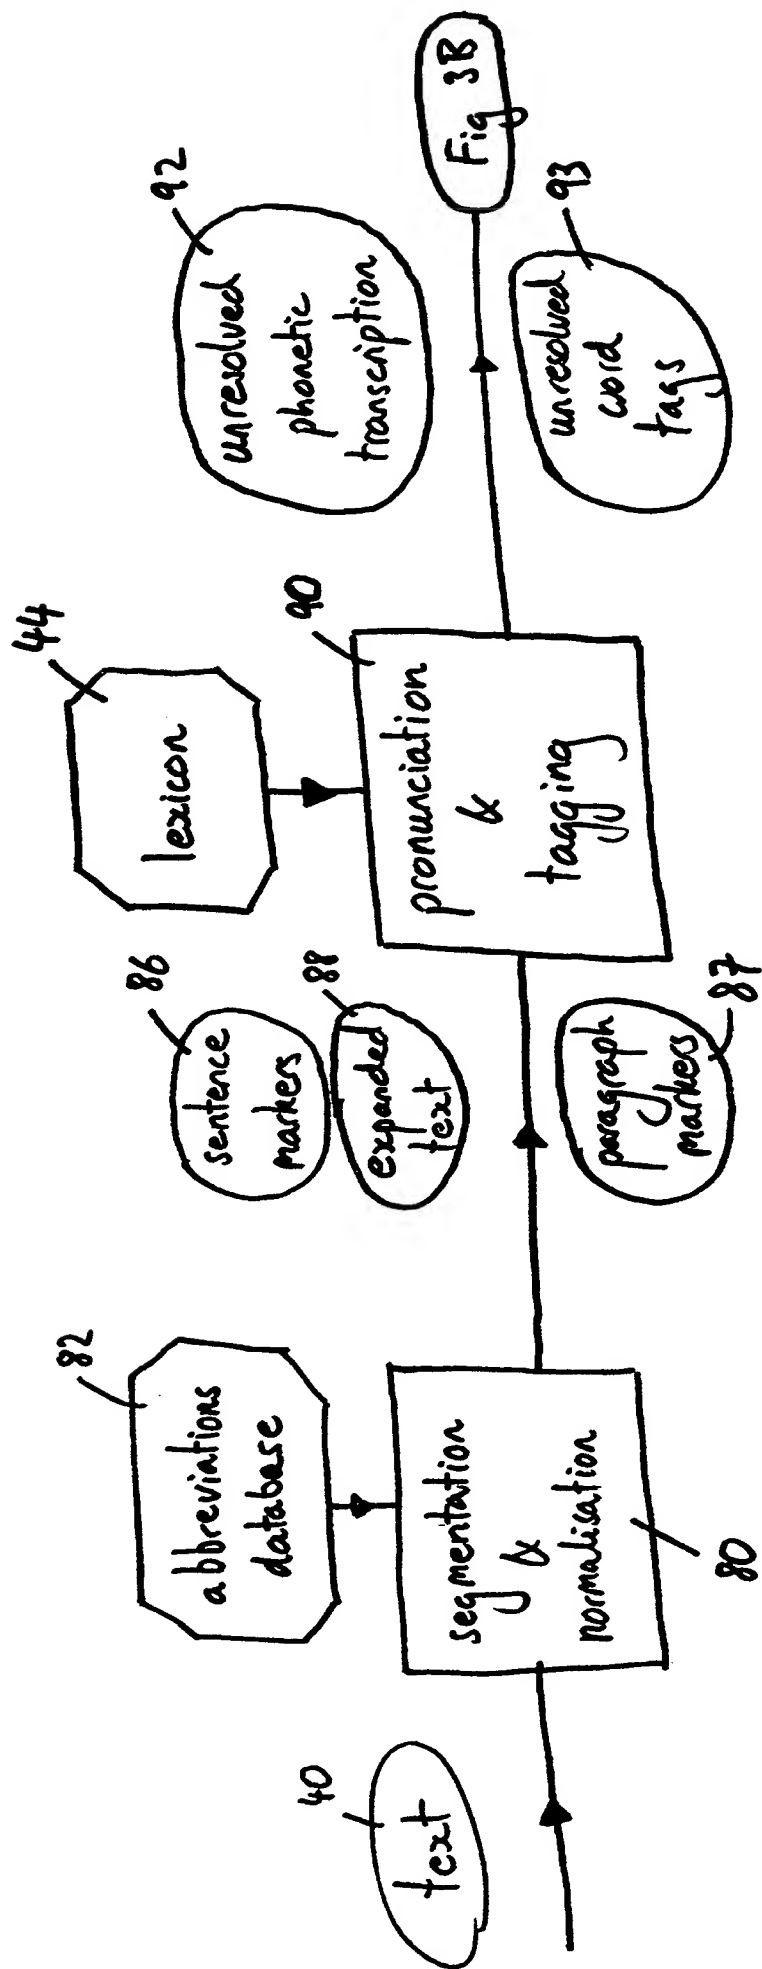 40
text
82
abbreviations
database
segmentation
&
normalisation
80
86
sentence
markers
88
expanded
text
paragraph
markers
87
44
lexicon
90
pronunciation
&
tagging
92
unresolved
phonetic
transcription
unresolved
word
tags
93
Fig 3B